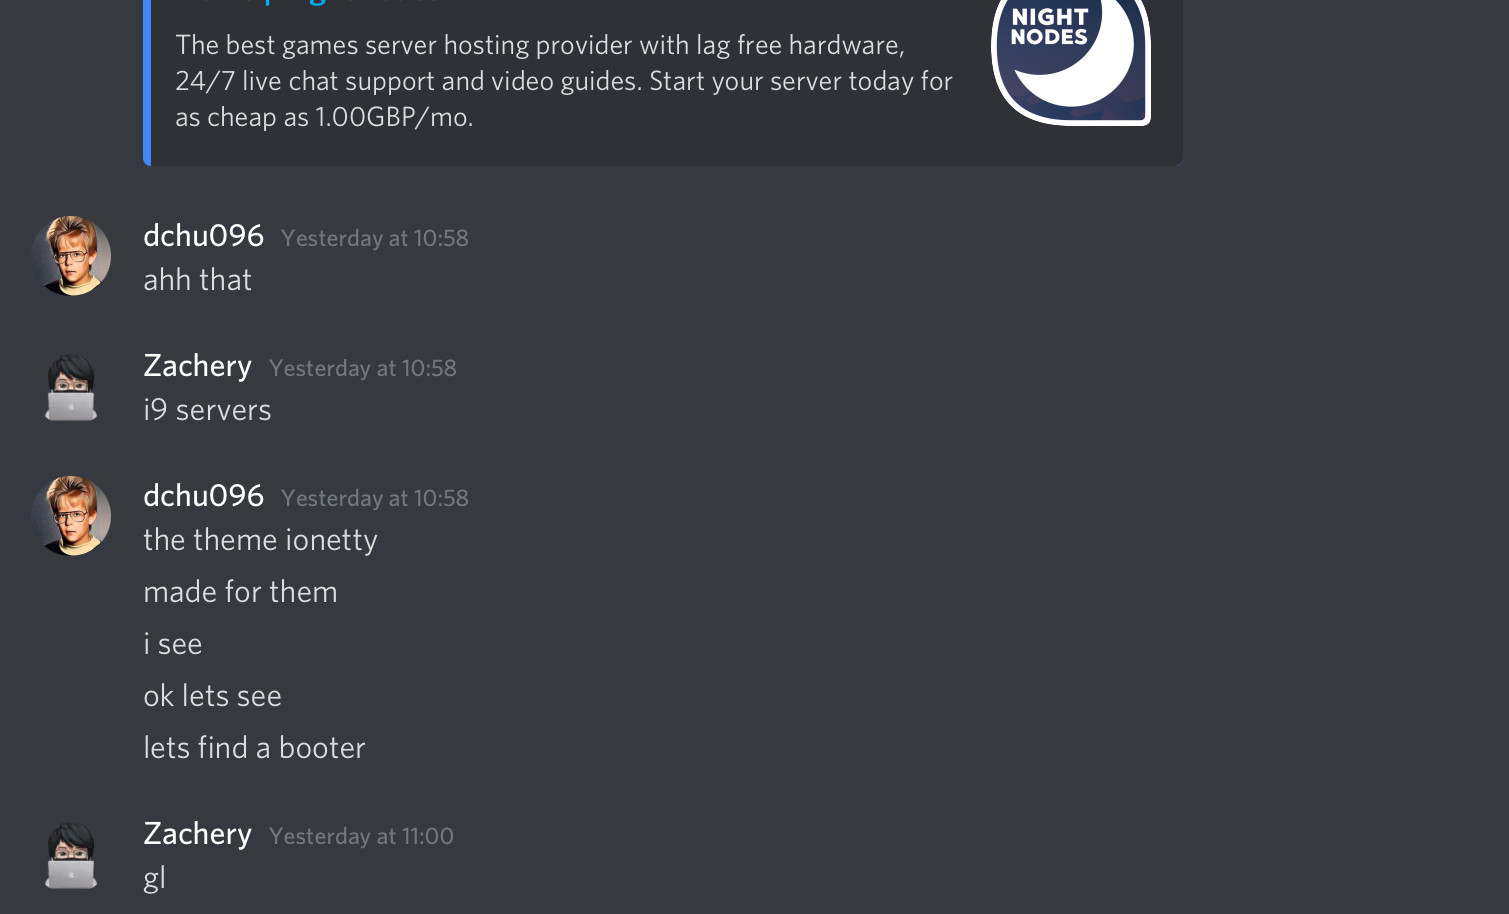 NIGHT
NODES
The best games server hosting provider with lag free hardware,
24/7 live chat support and video guides. Start your server today for
as cheap as 1.00GBP/mo.
dchu096 Yesterday at 10:58
ahh that
Zachery Yesterday at 10:58
i9 servers
dchu096 Yesterday at 10:58
the theme ionetty
made for them
i see
ok lets see
lets find a booter
Zachery Yesterday at 11:00
gl